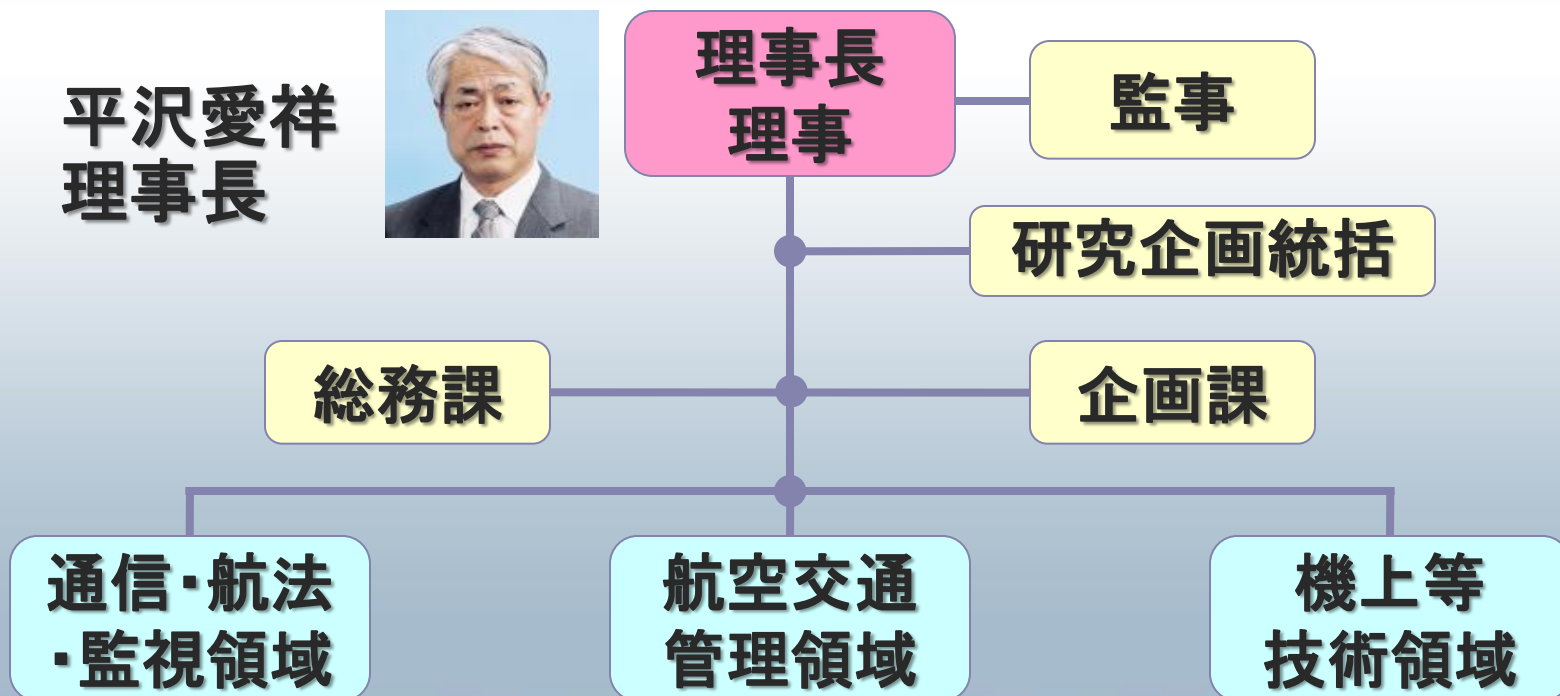 平沢愛祥
理事長
理事長
理事
監事
研究企画統括
総務課
企画課
通信・航法
・監視領域
航空交通
管理領域
機上等
技術領域